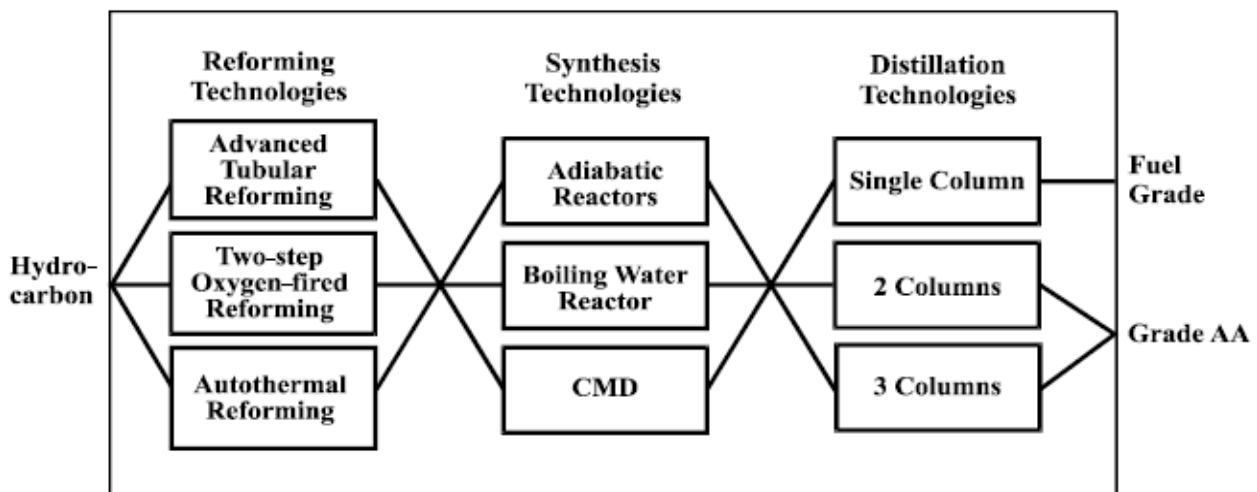 Reforming
Technologies
Synthesis
Technologies
Distillation
Technologies
Hydro-
carbon
Advanced
Tubular
Reforming
Two-step
Oxygen-fired
Reforming
Autothermal
Reforming
Adiabatic
Reactors
Boiling Water
Reactor
CMD
Single Column
2 Columns
3 Columns
Fuel
Grade
Grade AA